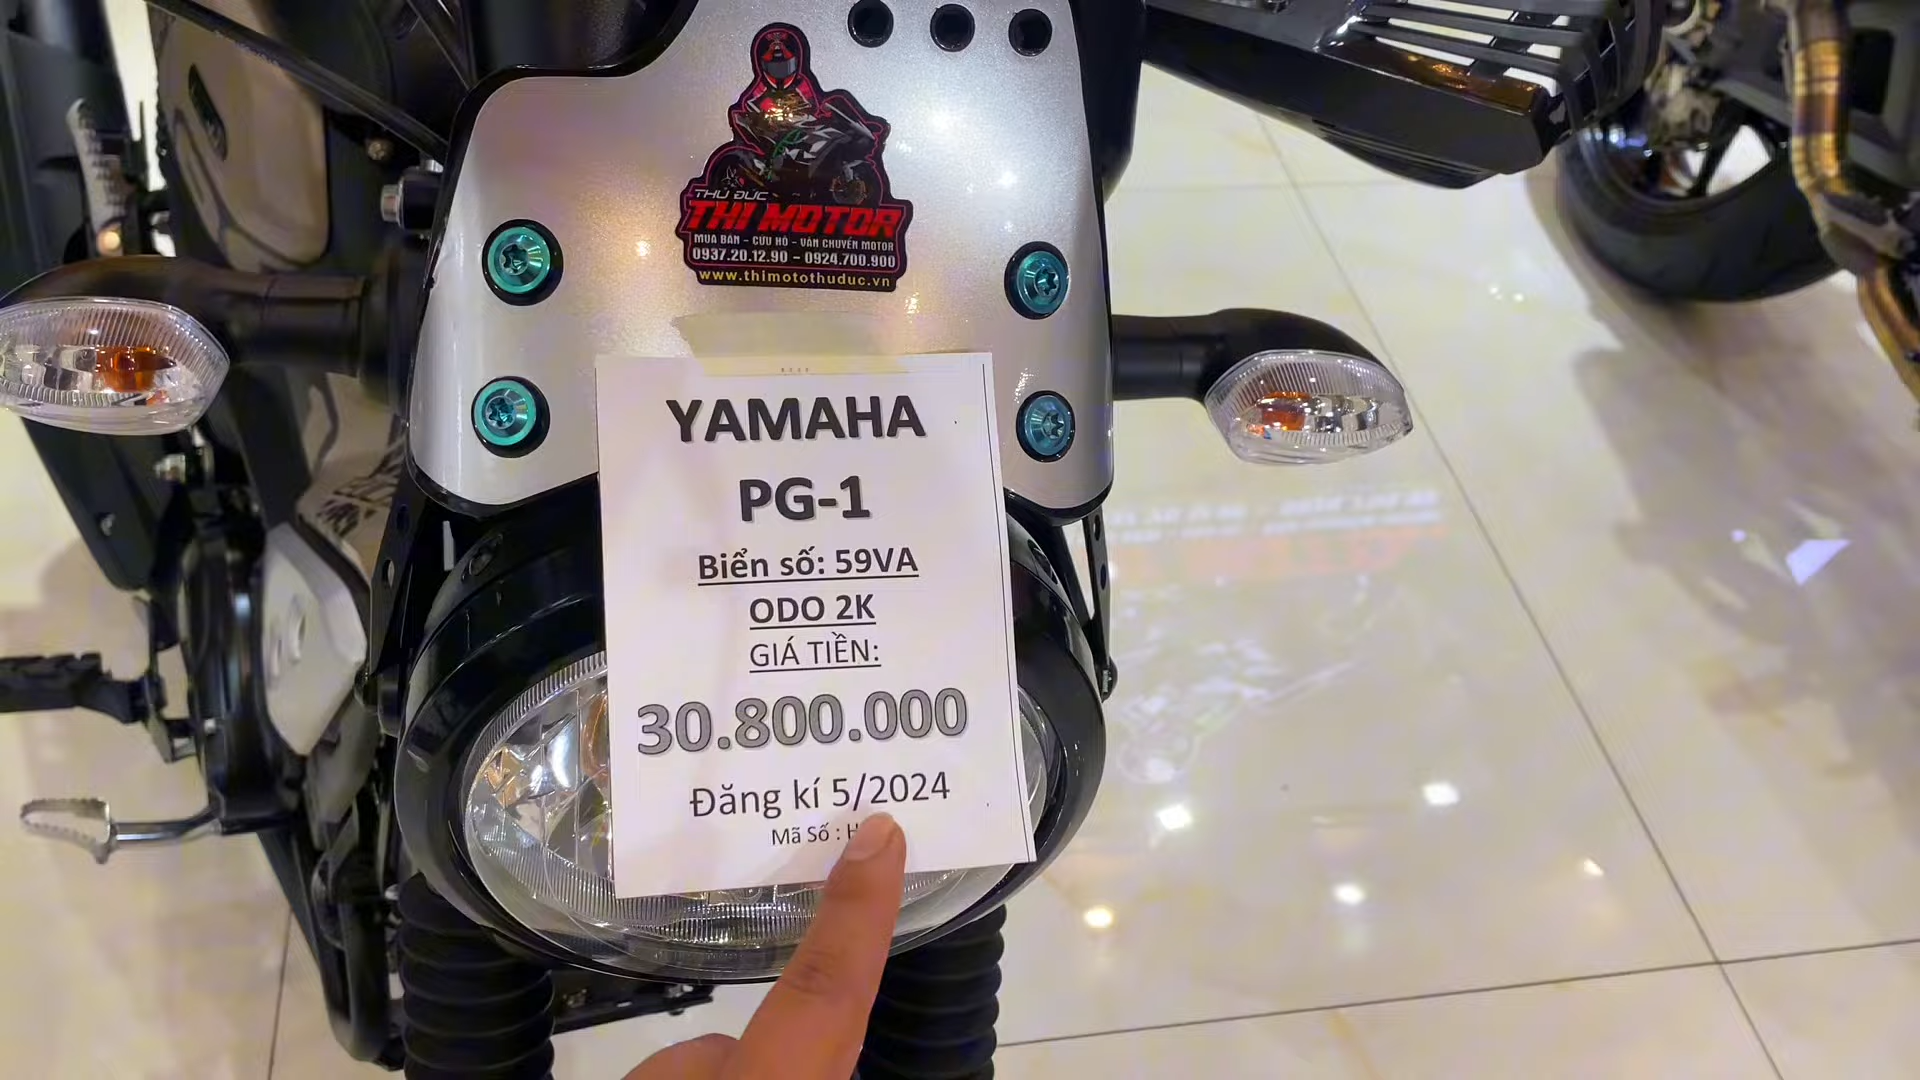 THỦ ĐỨC
THI MOTOR
MUA BÁN - CỨU HỘ - VẬN CHUYỂN MOTOR
0937.20.12.90 - 0924.700.900
www.thimotothuduc.vn
YAMAHA
PG-1
Biển số: 59VA
ODO 2K
GIÁ TIỀN:
30.800.000
Đăng kí 5/2024
Mã Số :